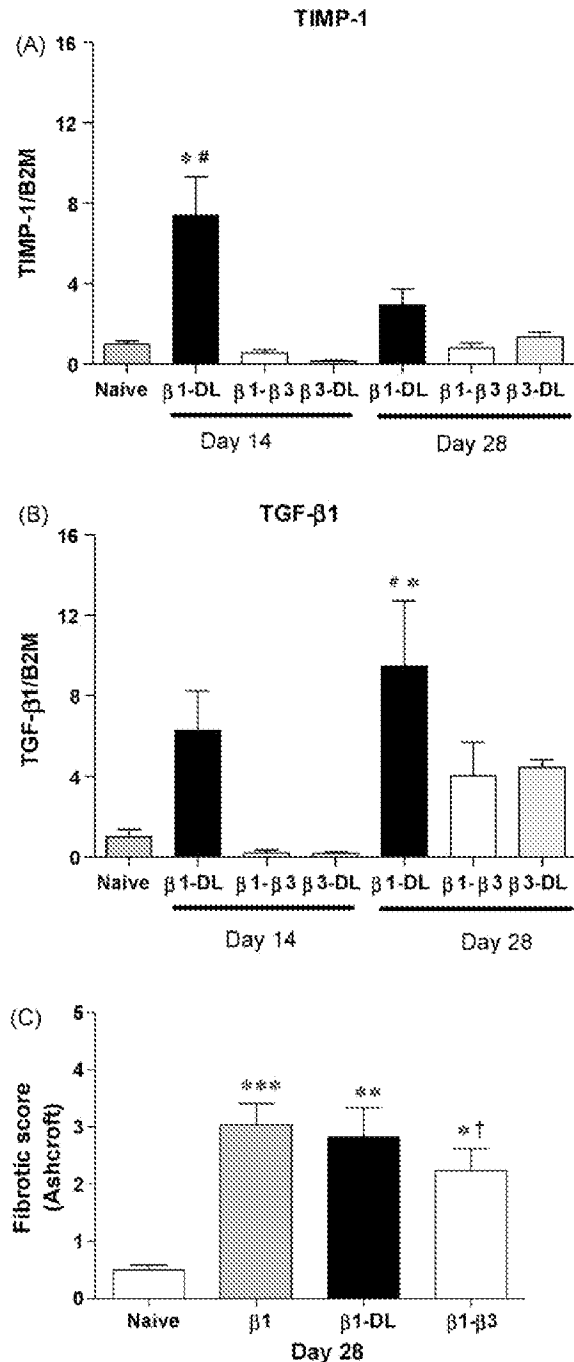 TIMP-1
(A)
16
12
8
4
0
TIMP-1/B2M
* #
Naive β1-DL β1-β3 β3-DL β1-DL β1-β3 β3-DL
Day 14 Day 28
(B)
TGF-β1
16
12
8
4
0
TGF-β1/B2M
# *
Naive β1-DL β1-β3 β3-DL β1-DL β1-β3 β3-DL
Day 14 Day 28
(C)
5
4
3
2
1
0
Fibrotic score
(Ashcroft)
*** ** * †
Naive β1 β1-DL β1-β3
Day 28